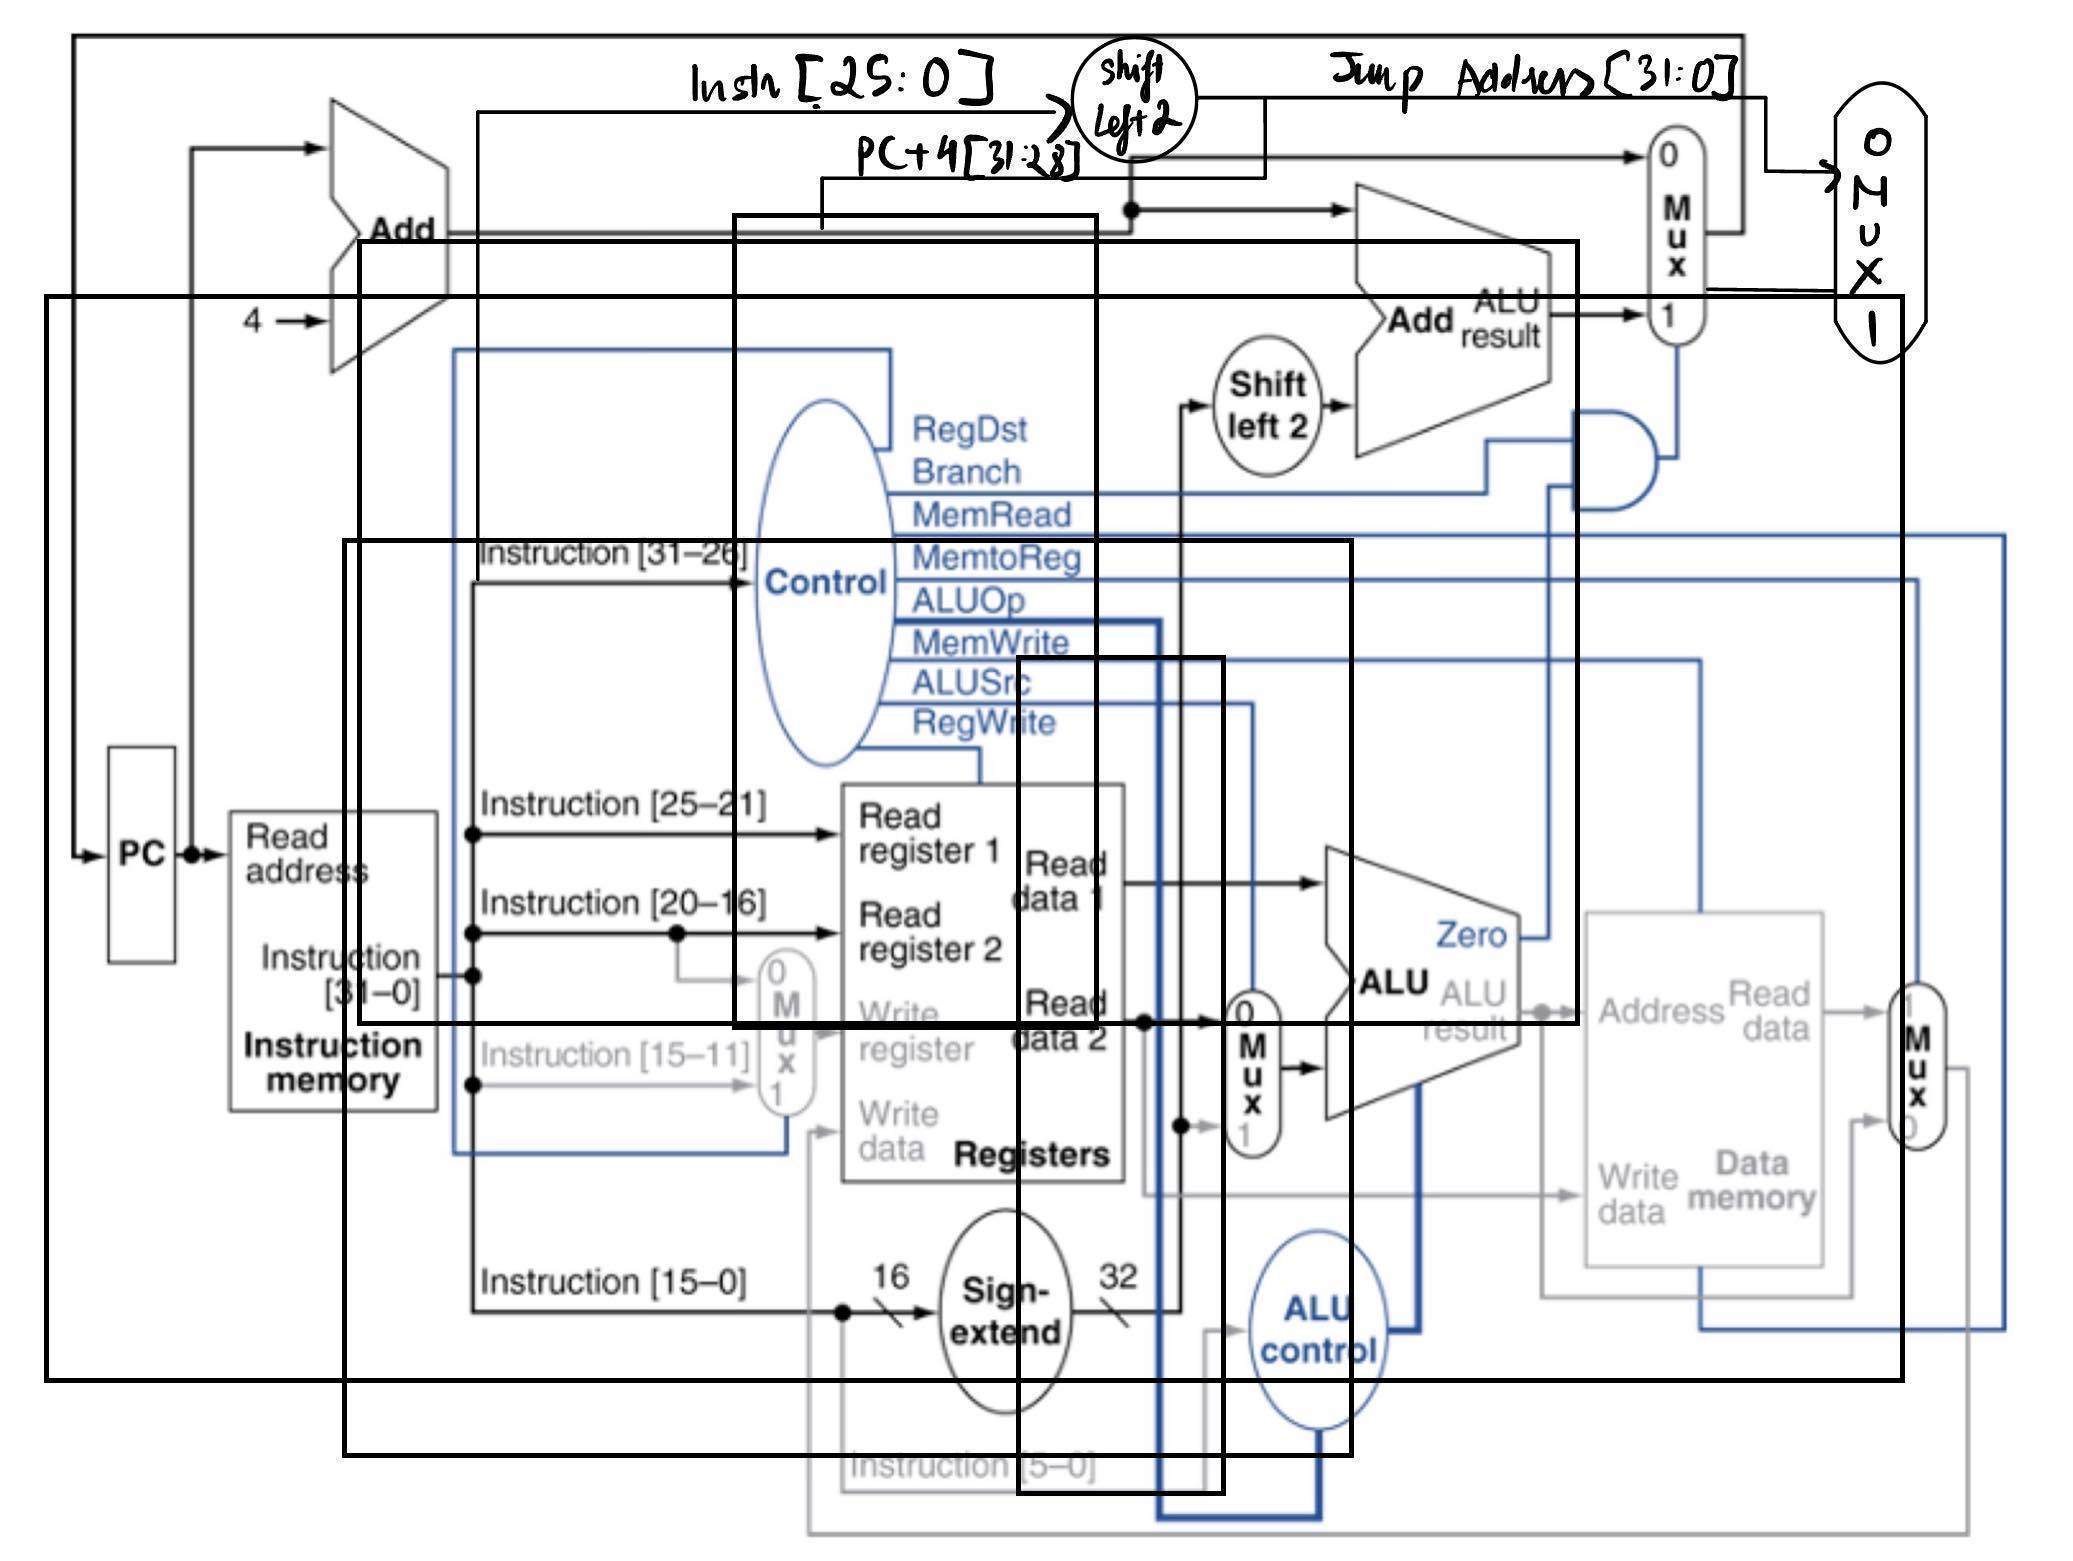 Instr [25:0]
Shift
Left 2
Jump Address [31:0]
PC+4[31:28]
0
M
u
x
1
0
M
U
X
1
Add
4
Add
ALU
result
Shift
left 2
RegDst
Branch
MemRead
MemtoReg
ALUOp
MemWrite
ALUSrc
RegWrite
Control
Instruction [31–26]
PC
Read
address
Instruction
[31–0]
Instruction
memory
Instruction [25–21]
Instruction [20–16]
Instruction [15–11]
0
M
u
x
1
Read
register 1
Read
register 2
Write
register
Write
data
Read
data 1
Read
data 2
Registers
0
M
u
x
1
Zero
ALU
ALU
result
Address
Read
data
Write
data
Data
memory
1
M
u
x
0
Instruction [15–0]
16
Sign-
extend
32
ALU
control
Instruction [5–0]